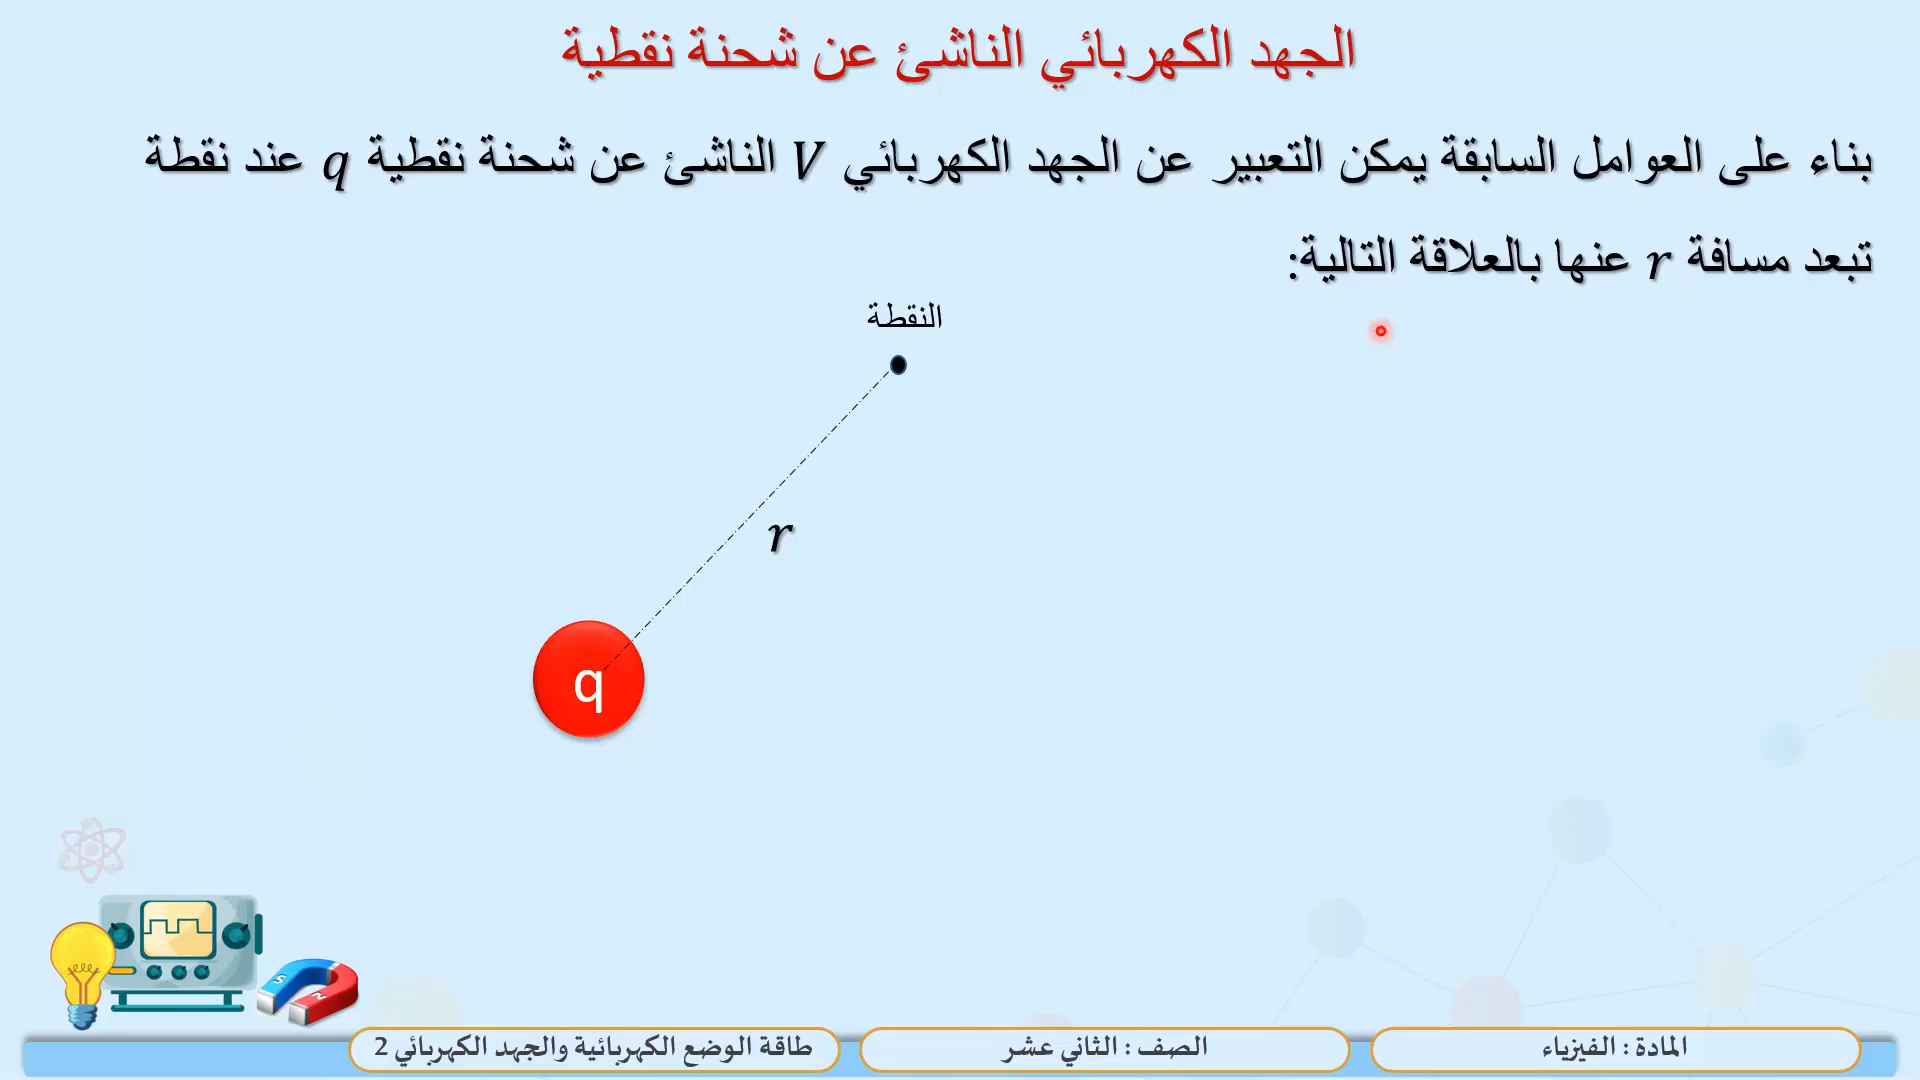 الجهد الكهربائي الناشئ عن شحنة نقطية
بناء على العوامل السابقة يمكن التعبير عن الجهد الكهربائي V الناشئ عن شحنة نقطية q عند نقطة
تبعد مسافة r عنها بالعلاقة التالية:
النقطة
r
q
S
N
المادة : الفيزياء
الصف : الثاني عشر
طاقة الوضع الكهربائية والجهد الكهربائي 2